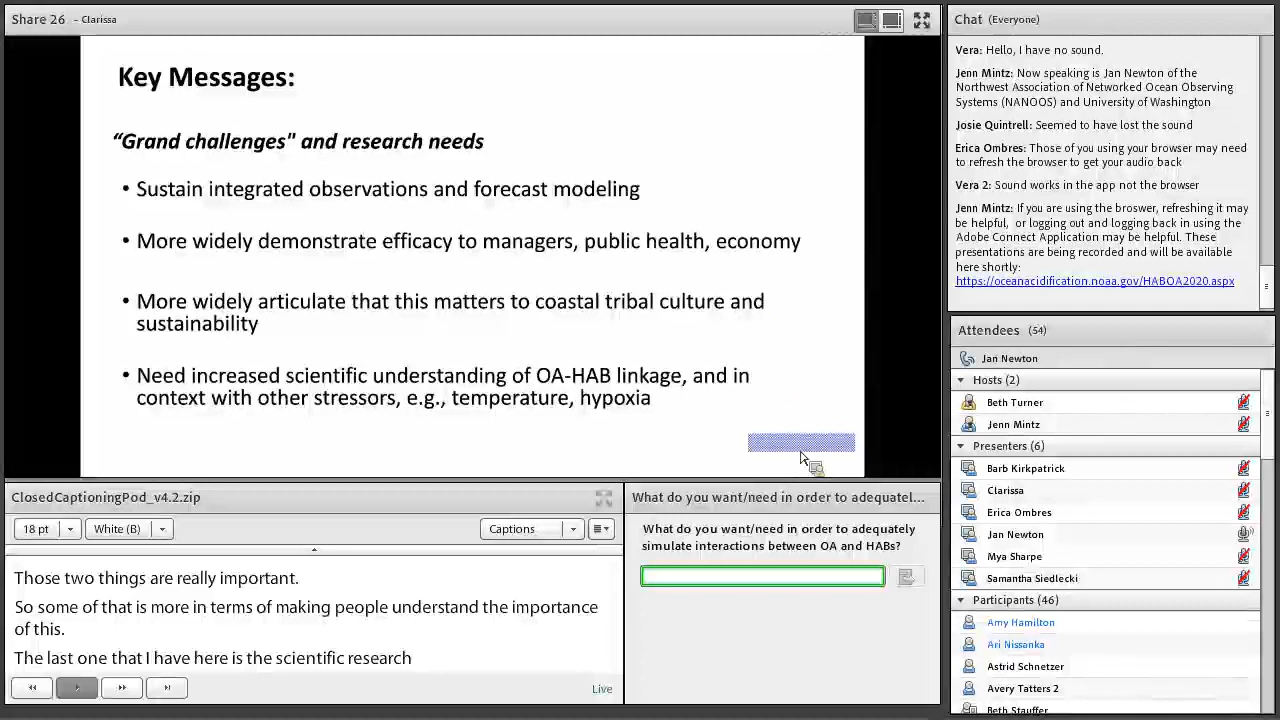 Share 26 - Clarissa
Key Messages:
“Grand challenges" and research needs
• Sustain integrated observations and forecast modeling
• More widely demonstrate efficacy to managers, public health, economy
• More widely articulate that this matters to coastal tribal culture and
sustainability
• Need increased scientific understanding of OA-HAB linkage, and in
context with other stressors, e.g., temperature, hypoxia
ClosedCaptioningPod_v4.2.zip
18 pt
White (B)
Captions
Those two things are really important.
So some of that is more in terms of making people understand the importance
of this.
The last one that I have here is the scientific research
Live
What do you want/need in order to adequatel...
What do you want/need in order to adequately
simulate interactions between OA and HABs?
Chat (Everyone)
Vera: Hello, I have no sound.
Jenn Mintz: Now speaking is Jan Newton of the
Northwest Association of Networked Ocean Observing
Systems (NANOOS) and University of Washington
Josie Quintrell: Seemed to have lost the sound
Erica Ombres: Those of you using your browser may need
to refresh the browser to get your audio back
Vera 2: Sound works in the app not the browser
Jenn Mintz: If you are using the broswer, refreshing it may
be helpful, or logging out and logging back in using the
Adobe Connect Application may be helpful. These
presentations are being recorded and will be available
here shortly:
https://oceanacidification.noaa.gov/HABOA2020.aspx
Attendees (54)
Jan Newton
Hosts (2)
Beth Turner
Jenn Mintz
Presenters (6)
Barb Kirkpatrick
Clarissa
Erica Ombres
Jan Newton
Mya Sharpe
Samantha Siedlecki
Participants (46)
Amy Hamilton
Ari Nissanka
Astrid Schnetzer
Avery Tatters 2
Beth Stauffer